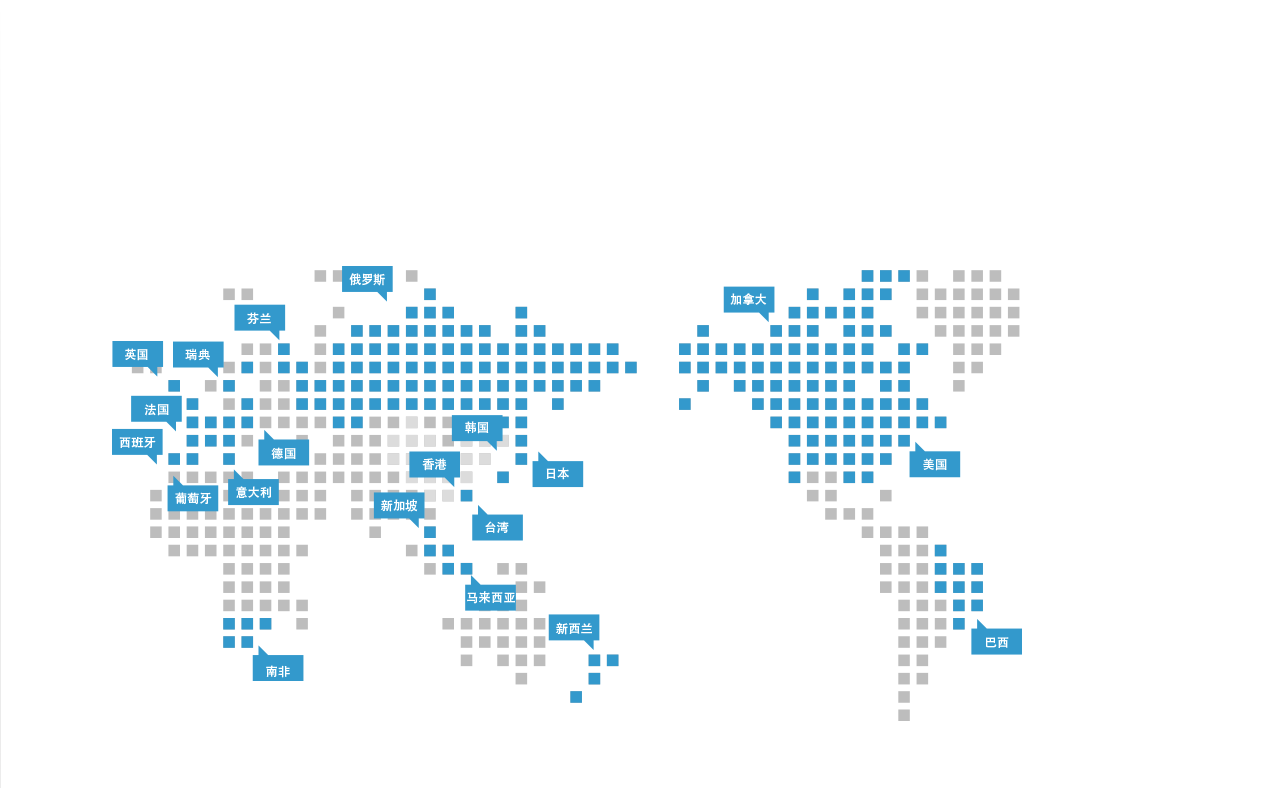 俄罗斯
加拿大
芬兰
英国
瑞典
法国
韩国
西班牙
德国
香港
美国
日本
意大利
葡萄牙
新加坡
台湾
马来西亚
新西兰
巴西
南非